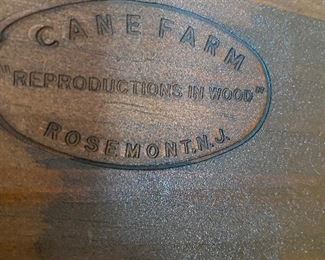 CANE FARM
"REPRODUCTIONS IN WOOD"
ROSEMONT. N. J.